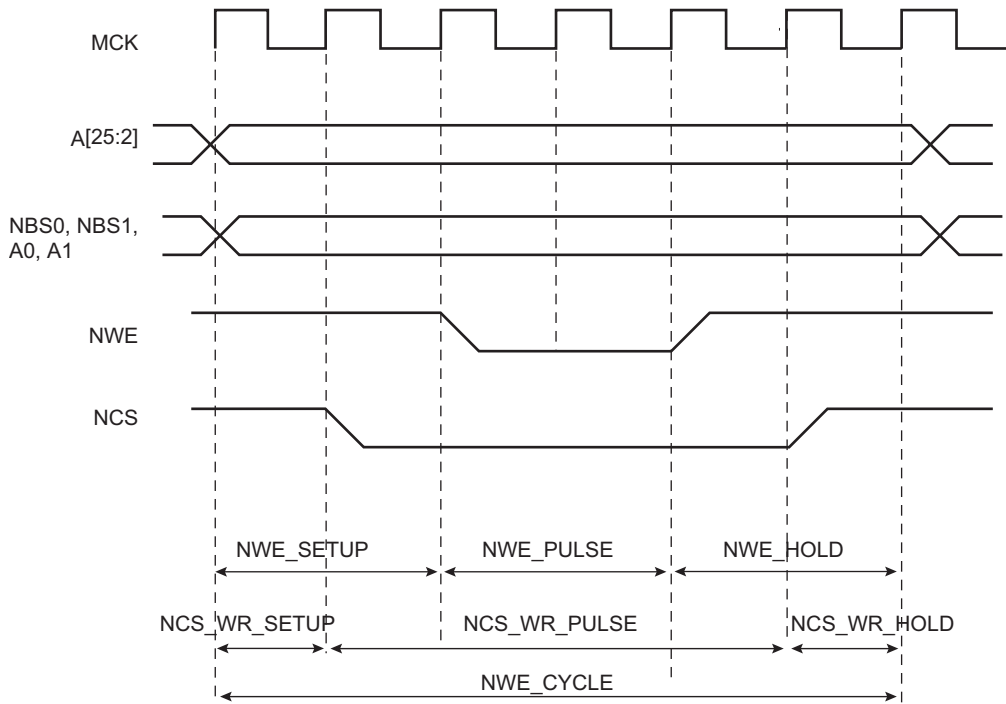 MCK
A[25:2]
NBS0, NBS1,
A0, A1
NWE
NCS
NWE_SETUP
NWE_PULSE
NWE_HOLD
NCS_WR_SETUP
NCS_WR_PULSE
NCS_WR_HOLD
NWE_CYCLE